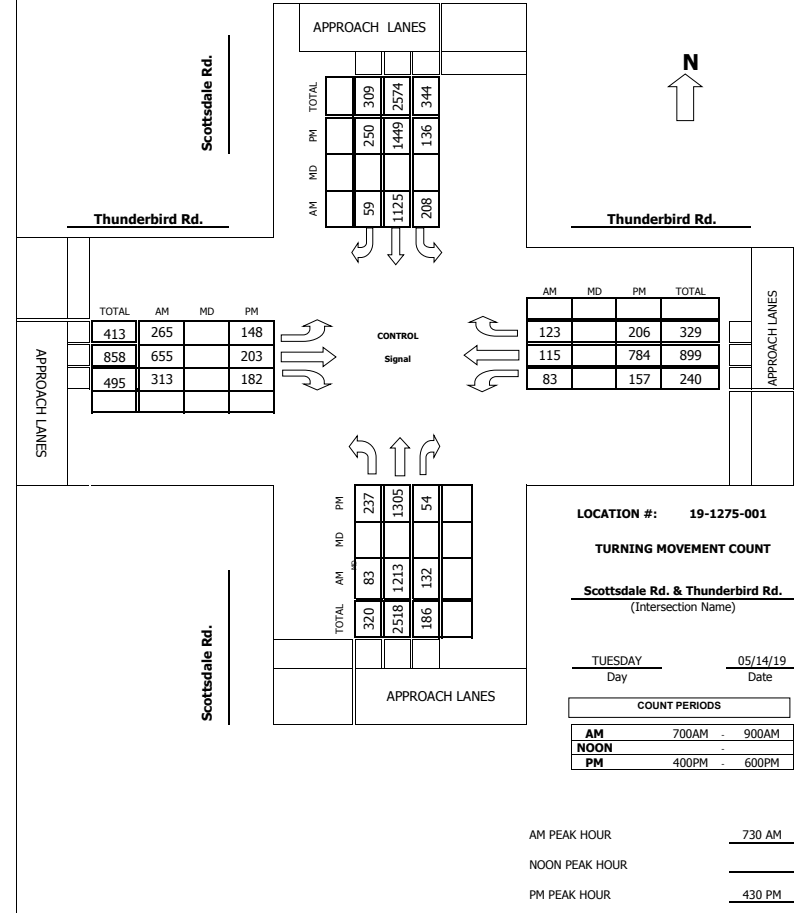 APPROACH LANES
Scottsdale Rd.
N
TOTAL 309 2574 344
PM 250 1449 136
MD
AM 59 1125 208
Thunderbird Rd.
Thunderbird Rd.
AM MD PM TOTAL
TOTAL AM MD PM
123 206 329
413 265 148
CONTROL
115 784 899
858 655 203
Signal
83 157 240
495 313 182
APPROACH LANES
APPROACH LANES
PM 237 1305 54
MD
MD
AM 83 1213 132
TOTAL 320 2518 186
LOCATION #: 19-1275-001
TURNING MOVEMENT COUNT
Scottsdale Rd. & Thunderbird Rd.
(Intersection Name)
Scottsdale Rd.
TUESDAY 05/14/19
Day Date
APPROACH LANES
COUNT PERIODS
AM 700AM - 900AM
NOON -
PM 400PM - 600PM
AM PEAK HOUR 730 AM
NOON PEAK HOUR
PM PEAK HOUR 430 PM